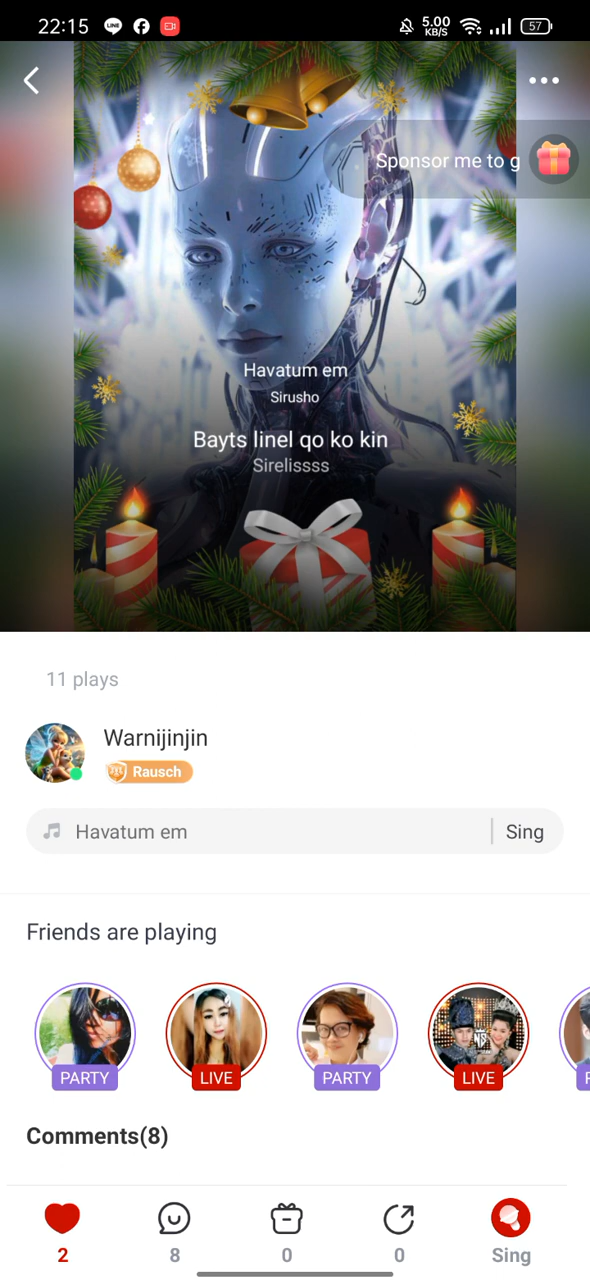 22:15
LINE
5.00
KB/S
57
Sponsor me to g
Havatum em
Sirusho
Bayts linel qo ko kin
Sirelissss
11 plays
Warnijinjin
Rausch
Havatum em
Sing
Friends are playing
PARTY
LIVE
PARTY
LIVE
Comments(8)
2
8
0
0
Sing